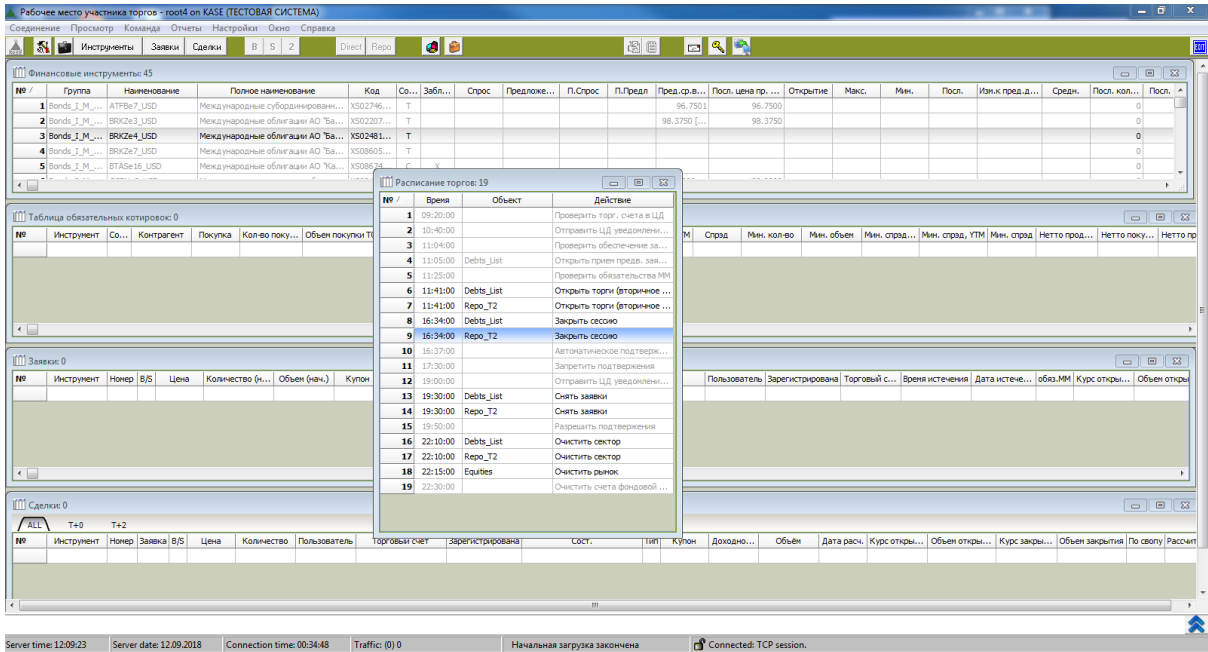 Рабочее место участника торгов - root4 on KASE (ТЕСТОВАЯ СИСТЕМА)
Соединение Просмотр Команда Отчеты Настройки Окно Справка
Инструменты Заявки Сделки B S 2 Direct Repo EXIT
Финансовые инструменты: 45
№ / Группа Наименование Полное наименование Код Со... Забл... Спрос Предложе... П.Спрос П.Предл Пред.ср.в... Посл. цена пр. ... Открытие Макс. Мин. Посл. Изм.к пред.д... Средн. Посл. кол... Посл.
1 Bonds_I_M_... ATFBe7_USD Международные субординированн... XS02746... T 96.7501 96.7500 0
2 Bonds_I_M_... BRKZe3_USD Международные облигации АО "Ба... XS02207... T 98.3750 [... 98.3750 0
3 Bonds_I_M_... BRKZe4_USD Международные облигации АО "Ба... XS02481... T 0
4 Bonds_I_M_... BRKZe7_USD Международные облигации АО "Ба... XS08605... T 0
5 Bonds_I_M_... BTASe16_USD Международные облигации АО "Ка... XS08674... C X 0
Таблица обязательных котировок: 0
№ Инструмент Со... Контрагент Покупка Кол-во поку... Объем покупки Спрэд Мин. кол-во Мин. объем Мин. спрэд... Мин. спрэд, YTM Мин. спрэд Нетто прод... Нетто поку... Нетто пр
Расписание торгов: 19
№ / Время Объект Действие
1 09:20:00 Проверить торг. счета в ЦД
2 10:40:00 Отправить ЦД уведомлени...
3 11:04:00 Проверить обеспечение за...
4 11:05:00 Debts_List Открыть прием предв. зая...
5 11:25:00 Проверить обязательства ММ
6 11:41:00 Debts_List Открыть торги (вторичное ...
7 11:41:00 Repo_T2 Открыть торги (вторичное ...
8 16:34:00 Debts_List Закрыть сессию
9 16:34:00 Repo_T2 Закрыть сессию
10 16:37:00 Автоматическое подтверж...
11 17:30:00 Запретить подтверждения
12 19:00:00 Отправить ЦД уведомлени...
13 19:30:00 Debts_List Снять заявки
14 19:30:00 Repo_T2 Снять заявки
15 19:50:00 Разрешить подтвержения
16 22:10:00 Debts_List Очистить сектор
17 22:10:00 Repo_T2 Очистить сектор
18 22:15:00 Equities Очистить рынок
19 22:30:00 Очистить счета фондовой ...
Заявки: 0
№ Инструмент Номер B/S Цена Количество (н... Объем (нач.) Купон Пользователь Зарегистрирована Торговый с... Время истечения Дата истече... обяз.ММ Курс откры... Объем откры
Сделки: 0
ALL T+0 T+2
№ Инструмент Номер Заявка B/S Цена Количество Пользователь Торговый счет Зарегистрирована Сост. Тип Купон Доходно... Объём Дата расч. Курс откры... Объем откры... Курс закры... Объем закрытия По свопу Рассчит
Server time: 12:09:23 Server date: 12.09.2018 Connection time: 00:34:48 Traffic: (0) 0 Начальная загрузка закончена Connected: TCP session.